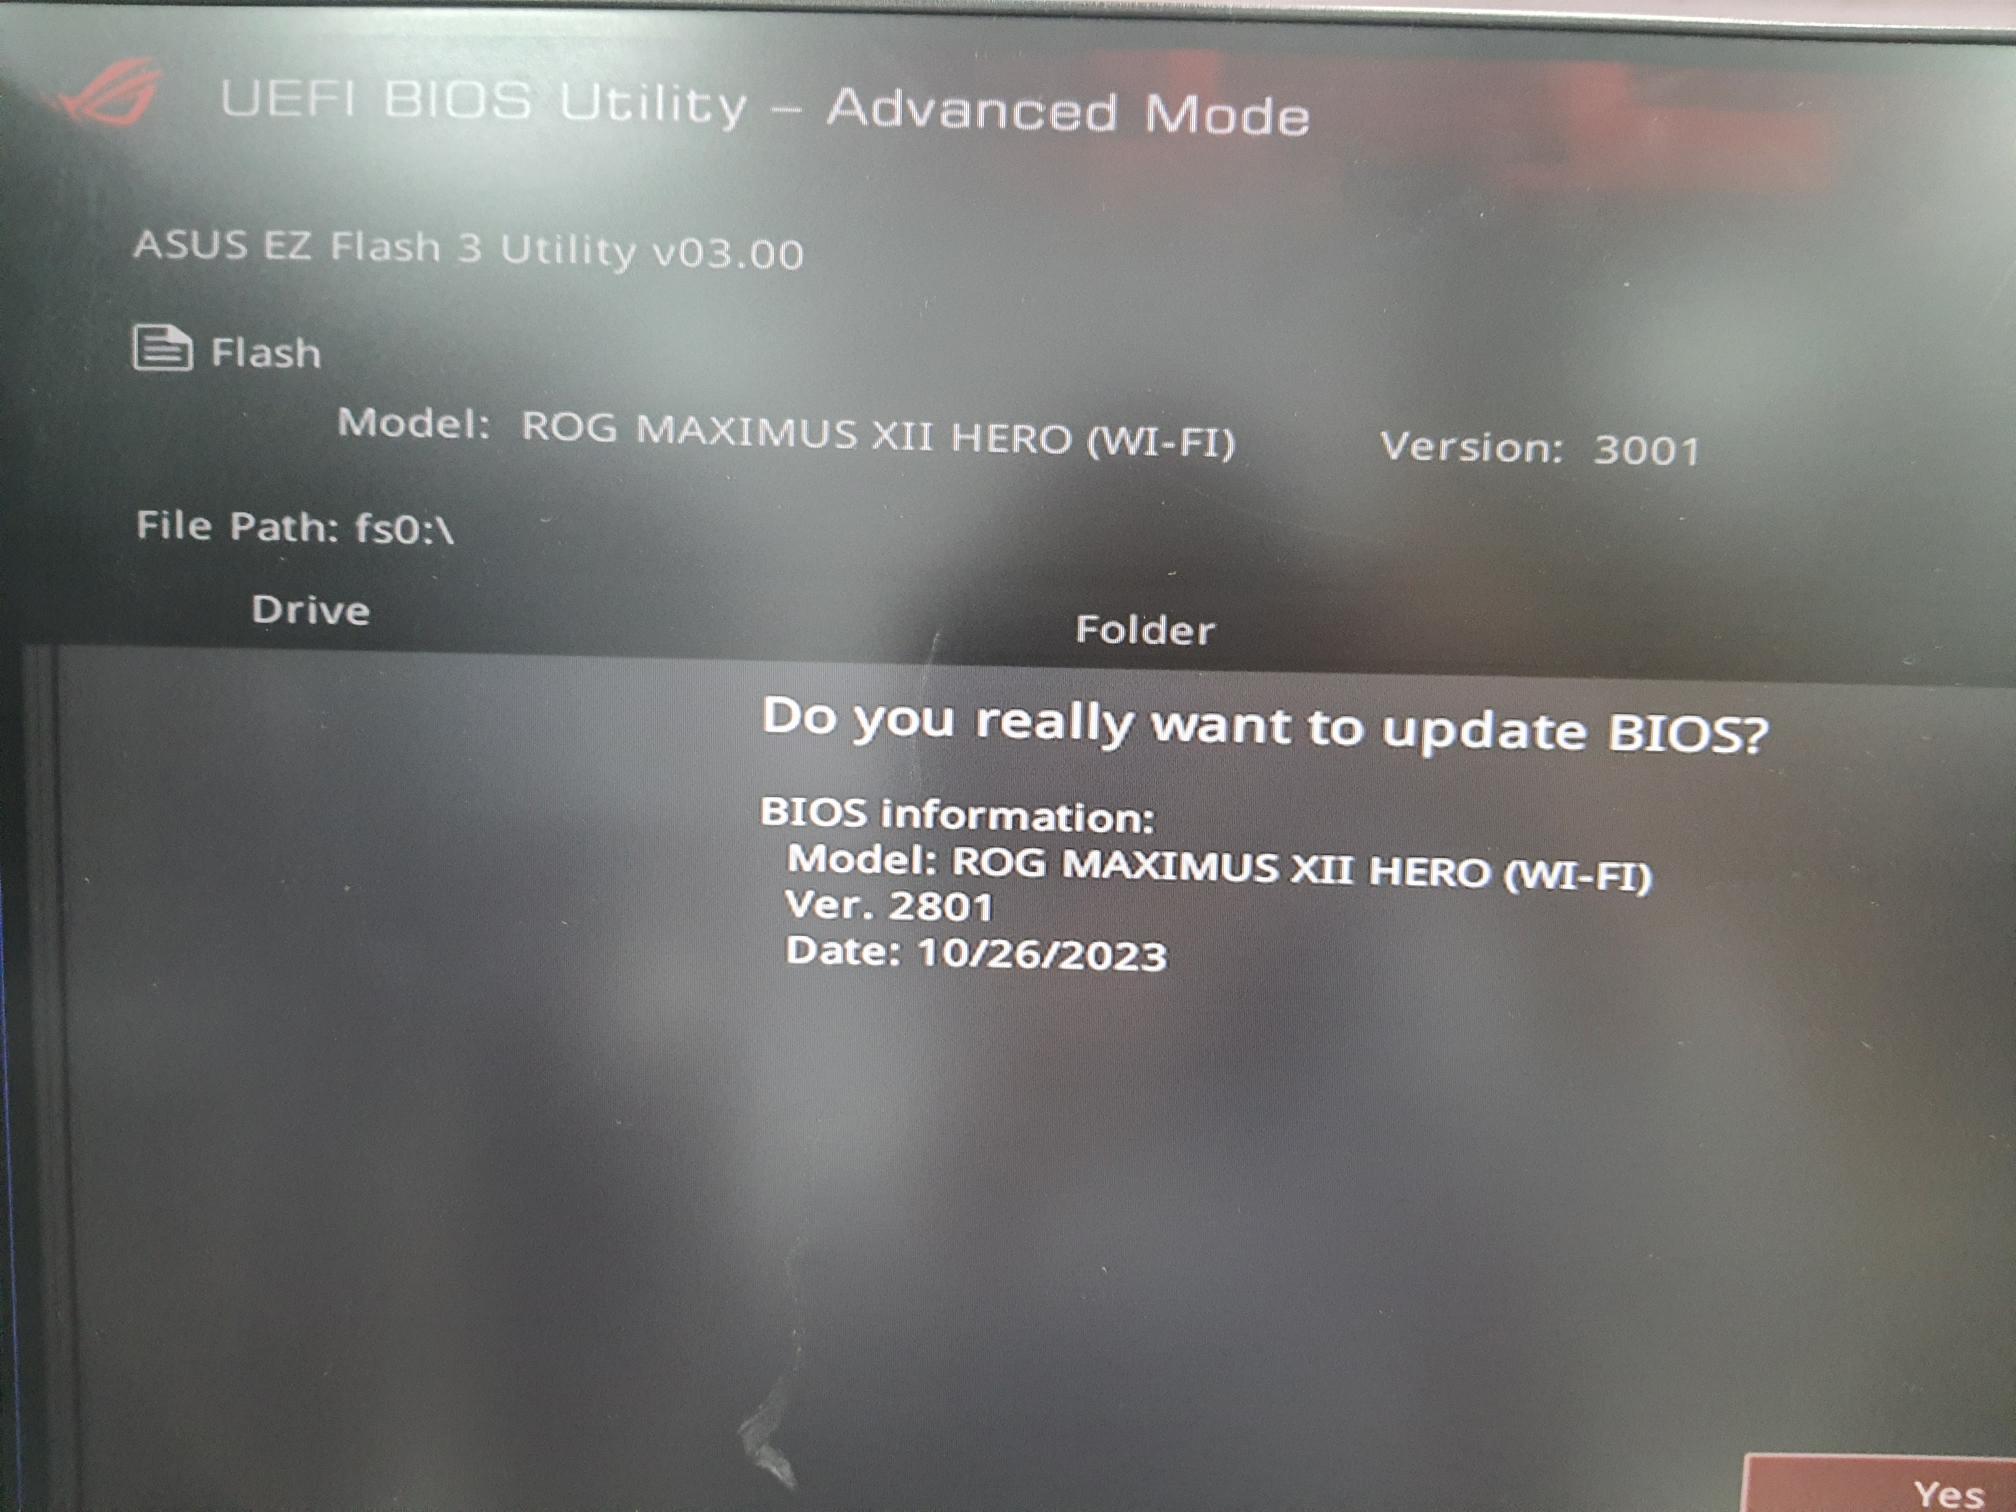 UEFI BIOS Utility – Advanced Mode
ASUS EZ Flash 3 Utility v03.00
Flash
Model: ROG MAXIMUS XII HERO (WI-FI) Version: 3001
File Path: fs0:\
Drive Folder
Do you really want to update BIOS?
BIOS information:
Model: ROG MAXIMUS XII HERO (WI-FI)
Ver. 2801
Date: 10/26/2023
Yes